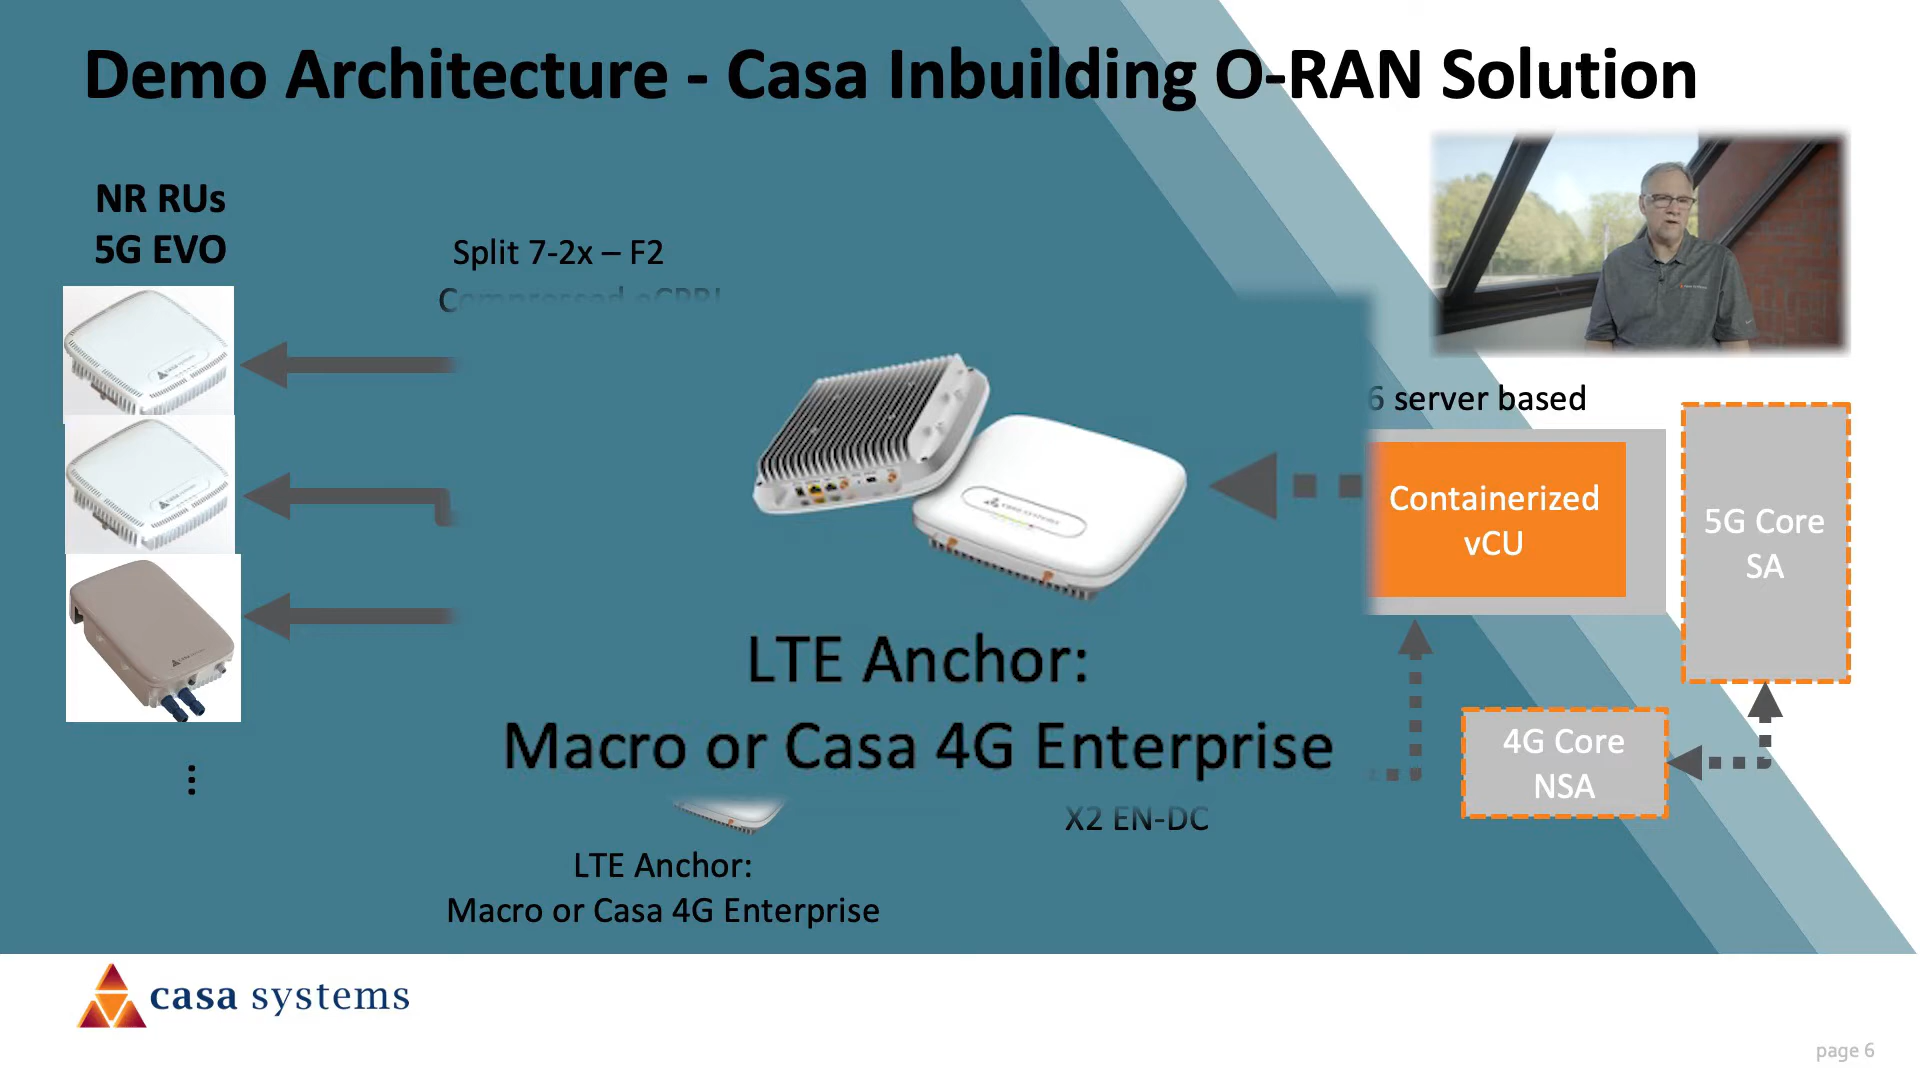 Demo Architecture - Casa Inbuilding O-RAN Solution
NR RUs
5G EVO
Split 7-2x – F2
Compressed eCPRI
6 server based
Containerized
vCU
5G Core
SA
LTE Anchor:
Macro or Casa 4G Enterprise
4G Core
NSA
X2 EN-DC
LTE Anchor:
Macro or Casa 4G Enterprise
casa systems
page 6